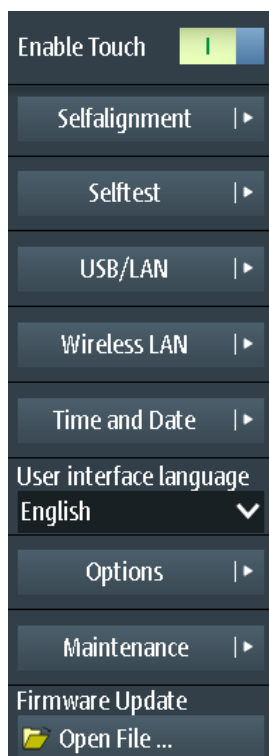 Enable Touch
Selfalignment
Selftest
USB/LAN
Wireless LAN
Time and Date
User interface language
English
Options
Maintenance
Firmware Update
Open File ...